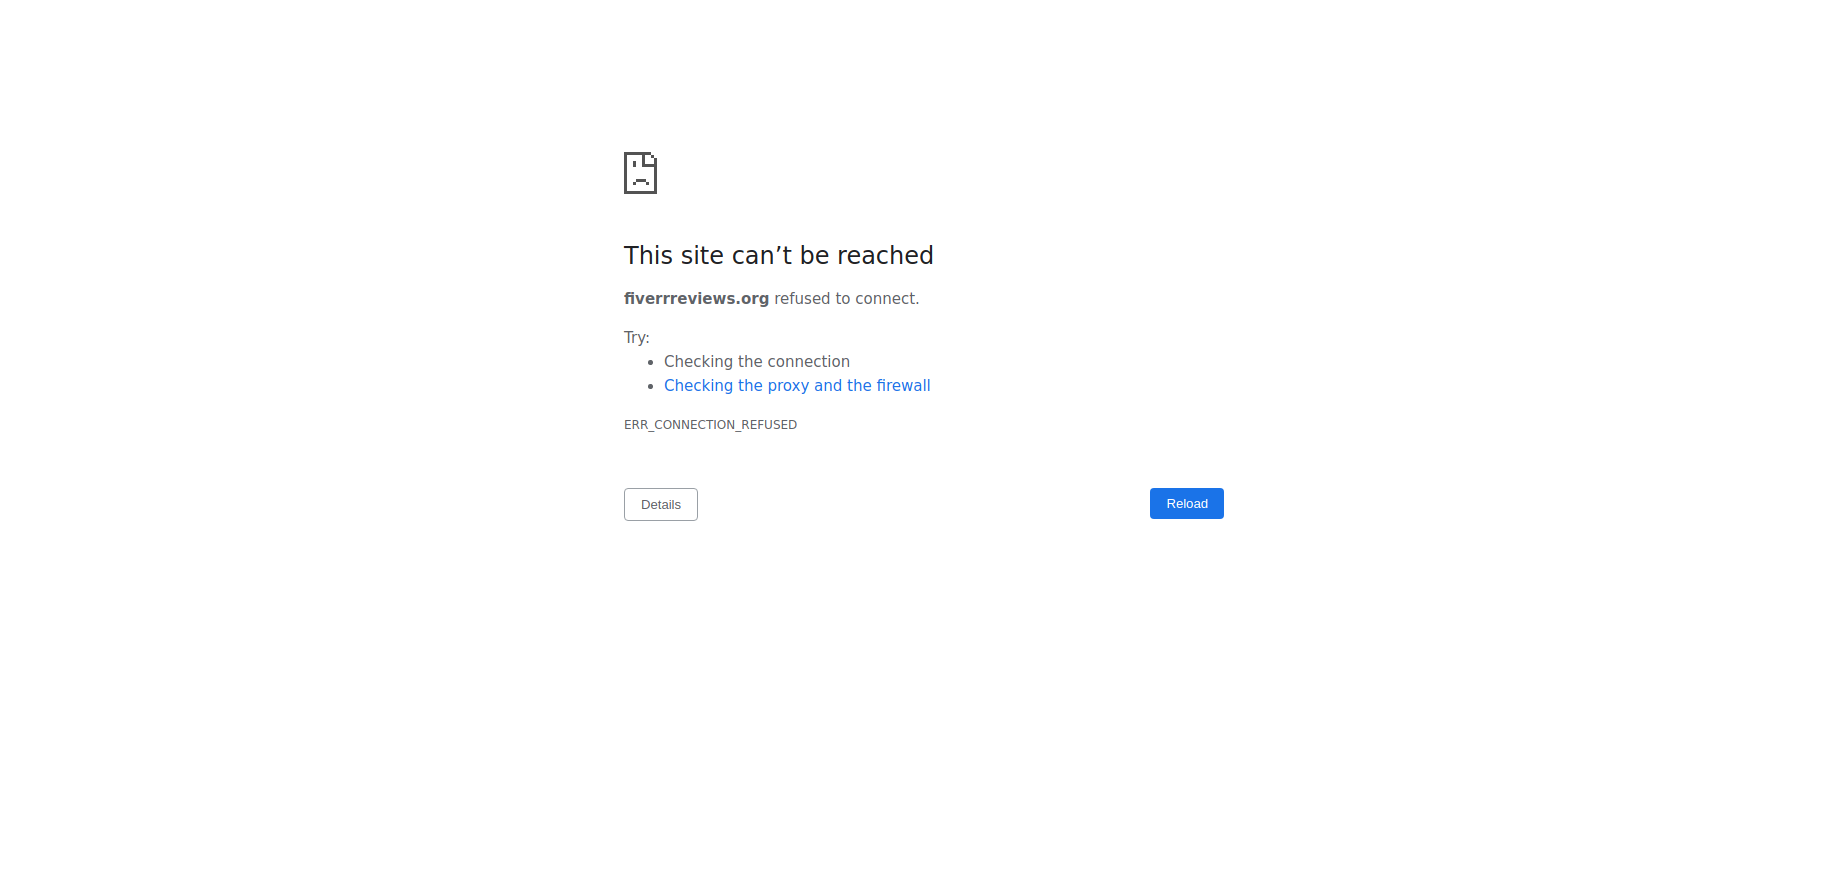 This site can’t be reached
fiverrreviews.org refused to connect.
Try:
Checking the connection
Checking the proxy and the firewall
ERR_CONNECTION_REFUSED
Details
Reload